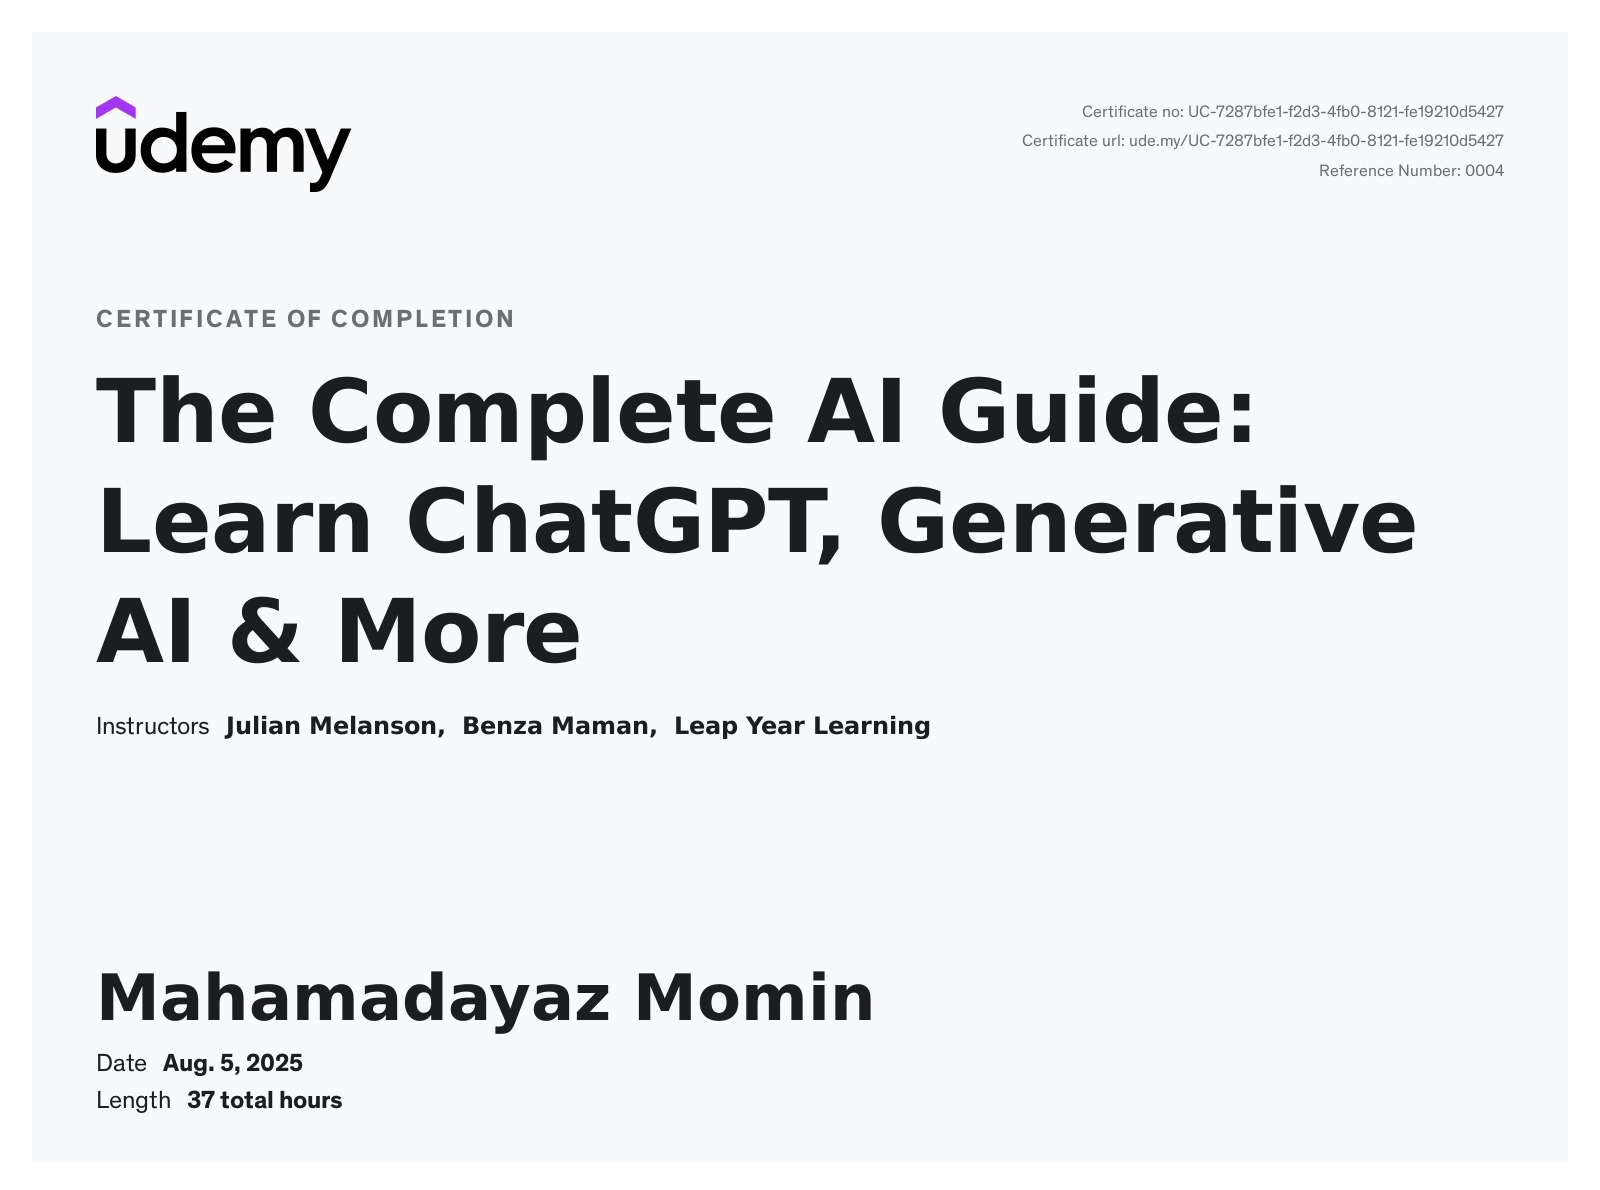 udemy
Certificate no: UC-7287bfe1-f2d3-4fb0-8121-fe19210d5427
Certificate url: ude.my/UC-7287bfe1-f2d3-4fb0-8121-fe19210d5427
Reference Number: 0004
CERTIFICATE OF COMPLETION
The Complete AI Guide:
Learn ChatGPT, Generative
AI & More
Instructors Julian Melanson, Benza Maman, Leap Year Learning
Mahamadayaz Momin
Date Aug. 5, 2025
Length 37 total hours